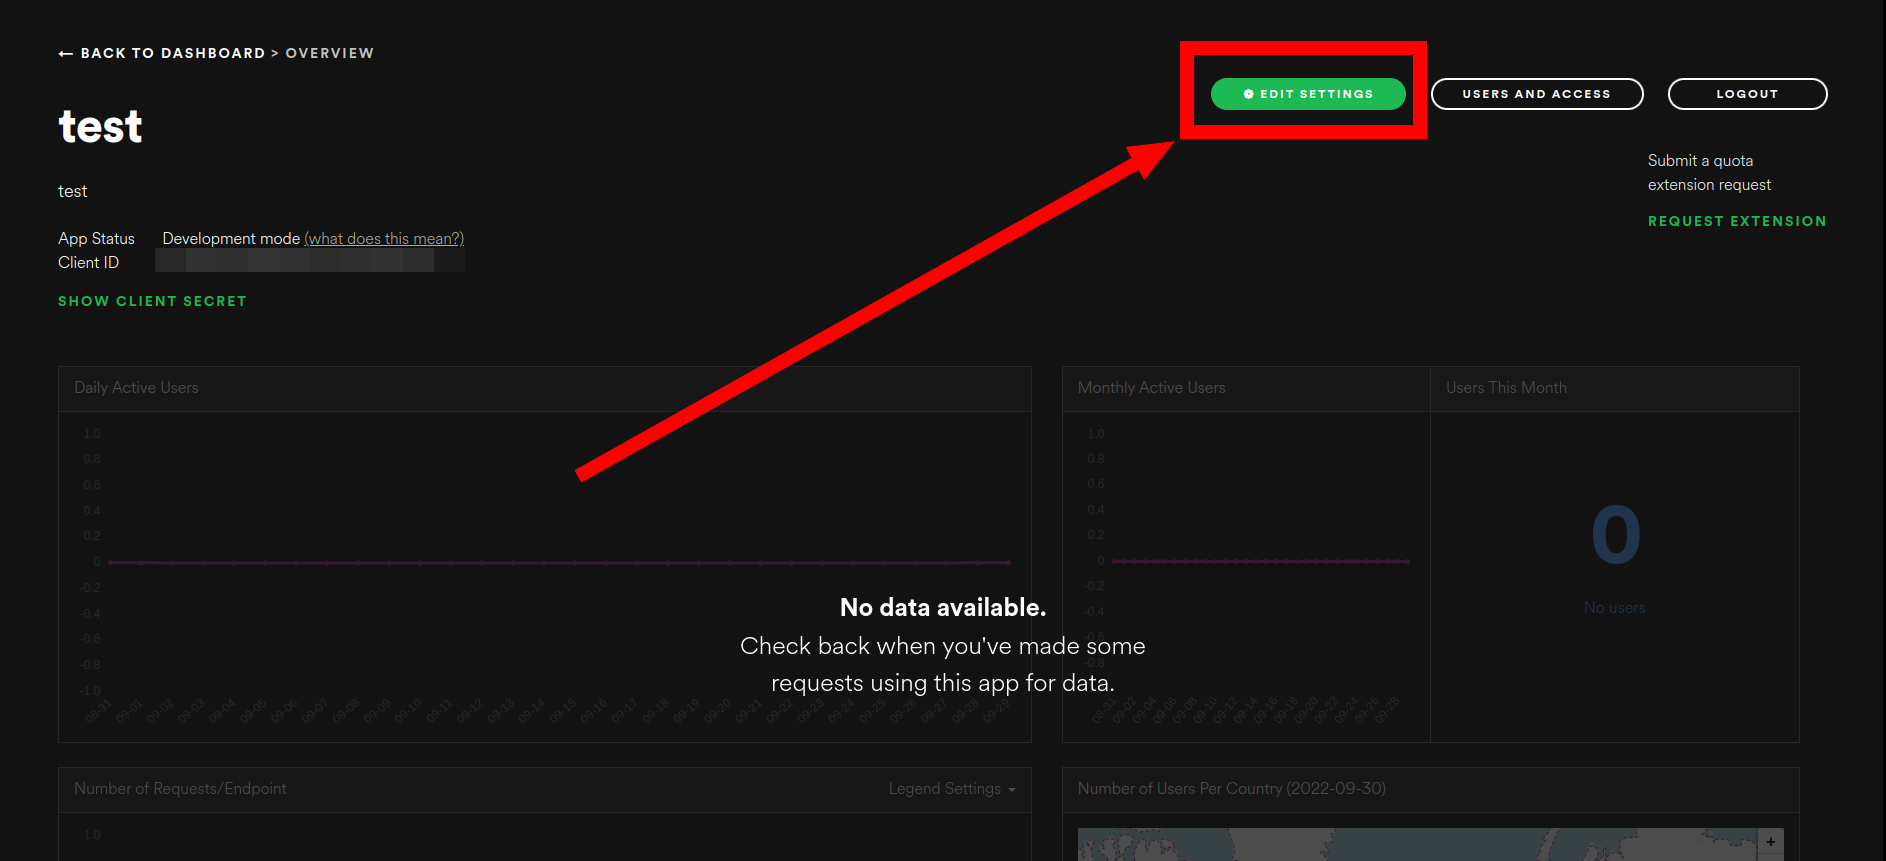 ← BACK TO DASHBOARD > OVERVIEW
EDIT SETTINGS
USERS AND ACCESS
LOGOUT
test
test
Submit a quota
extension request
REQUEST EXTENSION
App Status Development mode (what does this mean?)
Client ID
SHOW CLIENT SECRET
Daily Active Users
1.0
0.8
0.6
0.4
0.2
0
-0.2
-0.4
-0.6
-0.8
-1.0
08-31 09-01 09-02 09-03 09-04 09-05 09-06 09-07 09-08 09-09 09-10 09-11 09-12 09-13 09-14 09-15 09-16 09-17 09-18 09-19 09-20 09-21 09-22 09-23 09-24 09-25 09-26 09-27 09-28 09-29
Monthly Active Users
1.0
0.8
0.6
0.4
0.2
0
-0.2
-0.4
-0.6
-0.8
08-31 09-02 09-04 09-06 09-08 09-10 09-12 09-14 09-16 09-18 09-20 09-22 09-24 09-26 09-28
Users This Month
0
No users
No data available.
Check back when you've made some
requests using this app for data.
Number of Requests/Endpoint
Legend Settings
1.0
Number of Users Per Country (2022-09-30)
+